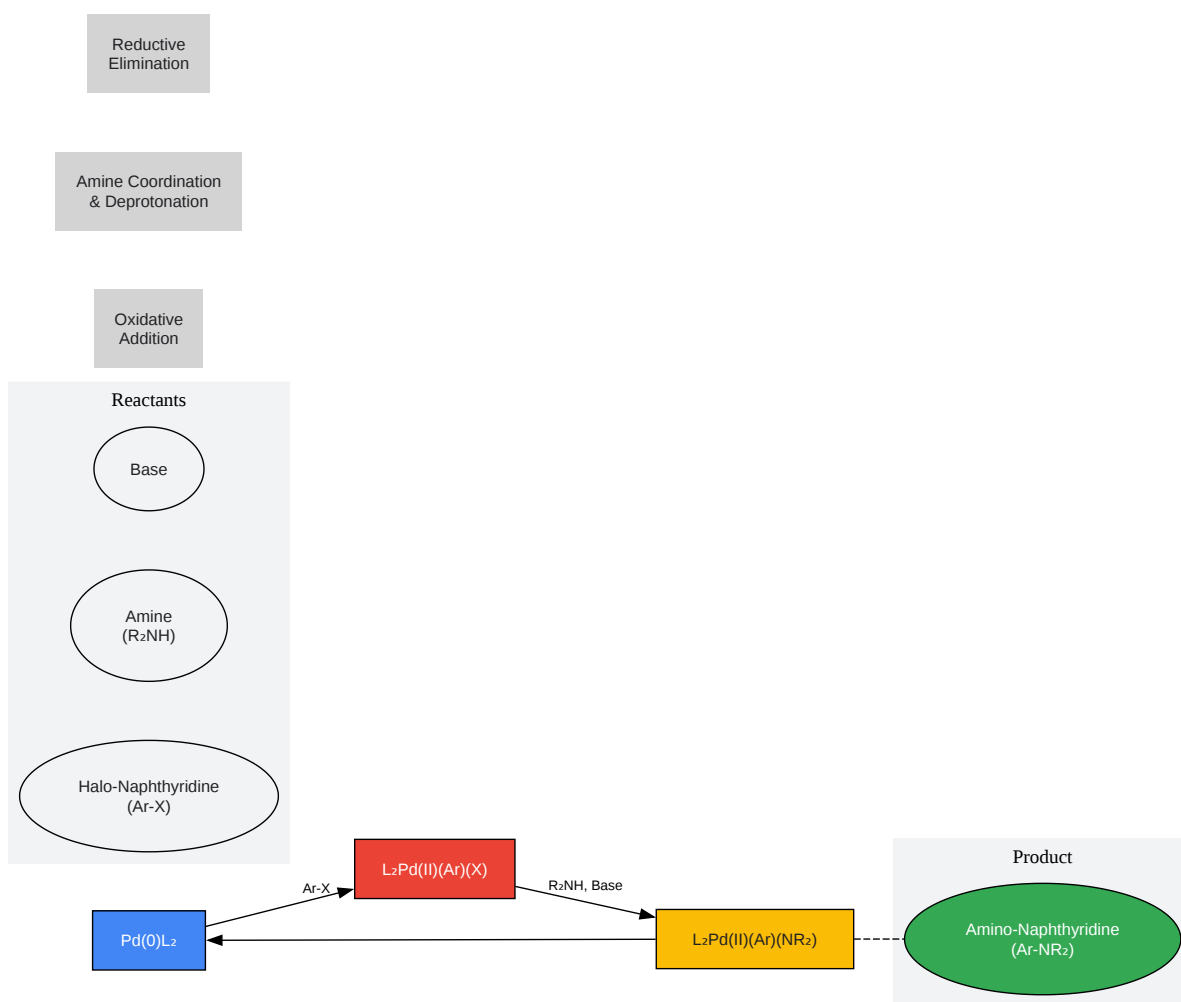 Reductive
Elimination
Amine Coordination
& Deprotonation
Oxidative
Addition
Reactants
Base
Amine
(R₂NH)
Halo-Naphthyridine
(Ar-X)
L₂Pd(II)(Ar)(X)
Ar-X
R₂NH, Base
Pd(0)L₂
L₂Pd(II)(Ar)(NR₂)
Product
Amino-Naphthyridine
(Ar-NR₂)